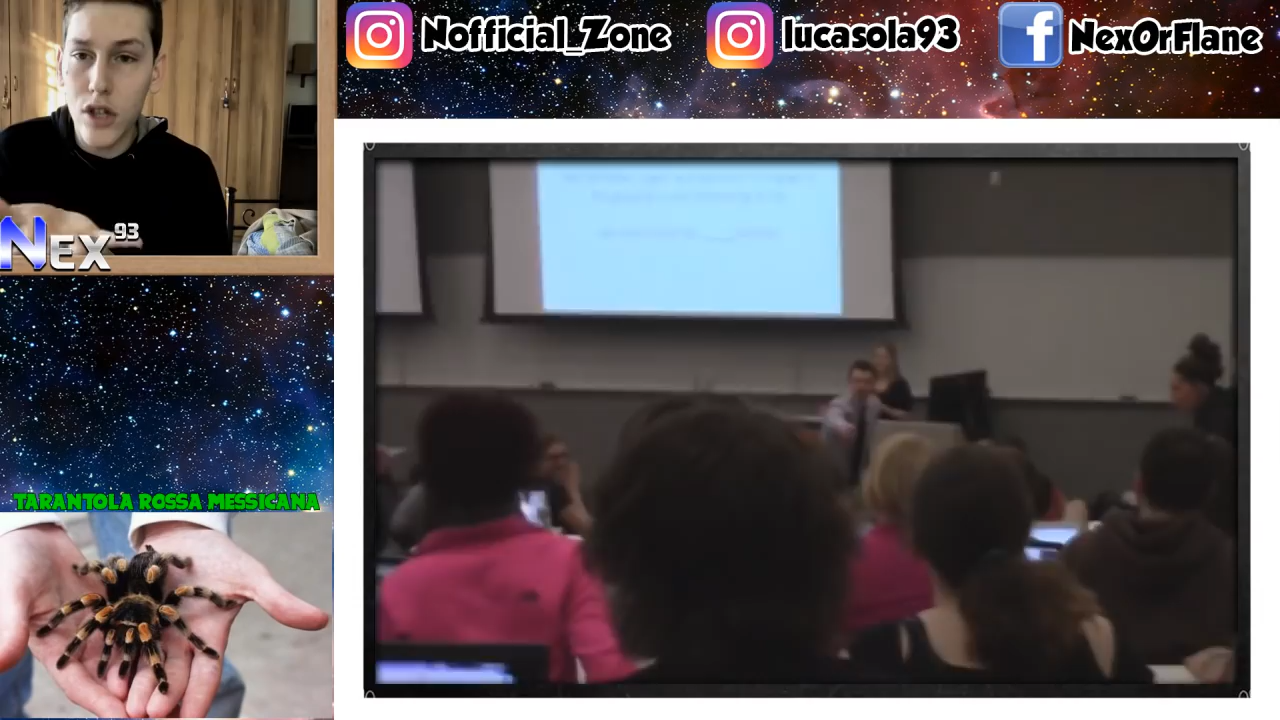 Nofficial_Zone
lucasola93
NexOrFlane
NEX93
TARANTOLA ROSSA MESSICANA